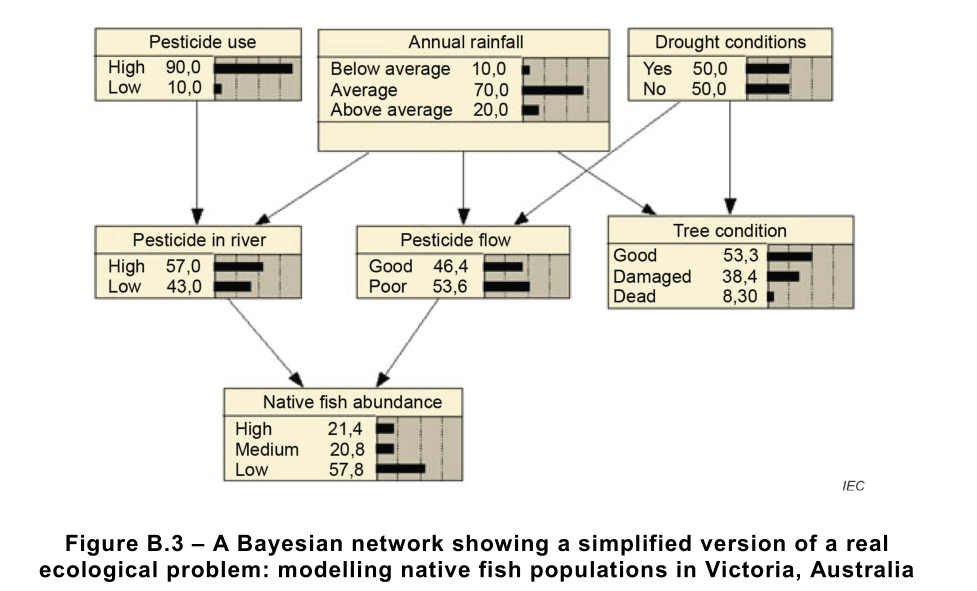 Pesticide use
High 90,0
Low 10,0
Annual rainfall
Below average 10,0
Average 70,0
Above average 20,0
Drought conditions
Yes 50,0
No 50,0
Pesticide in river
High 57,0
Low 43,0
Pesticide flow
Good 46,4
Poor 53,6
Tree condition
Good 53,3
Damaged 38,4
Dead 8,30
Native fish abundance
High 21,4
Medium 20,8
Low 57,8
IEC
Figure B.3 – A Bayesian network showing a simplified version of a real
ecological problem: modelling native fish populations in Victoria, Australia